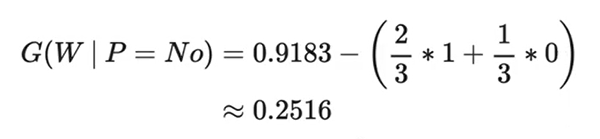 G(W | P = No) = 0.9183 − (2/3 * 1 + 1/3 * 0)
≈ 0.2516